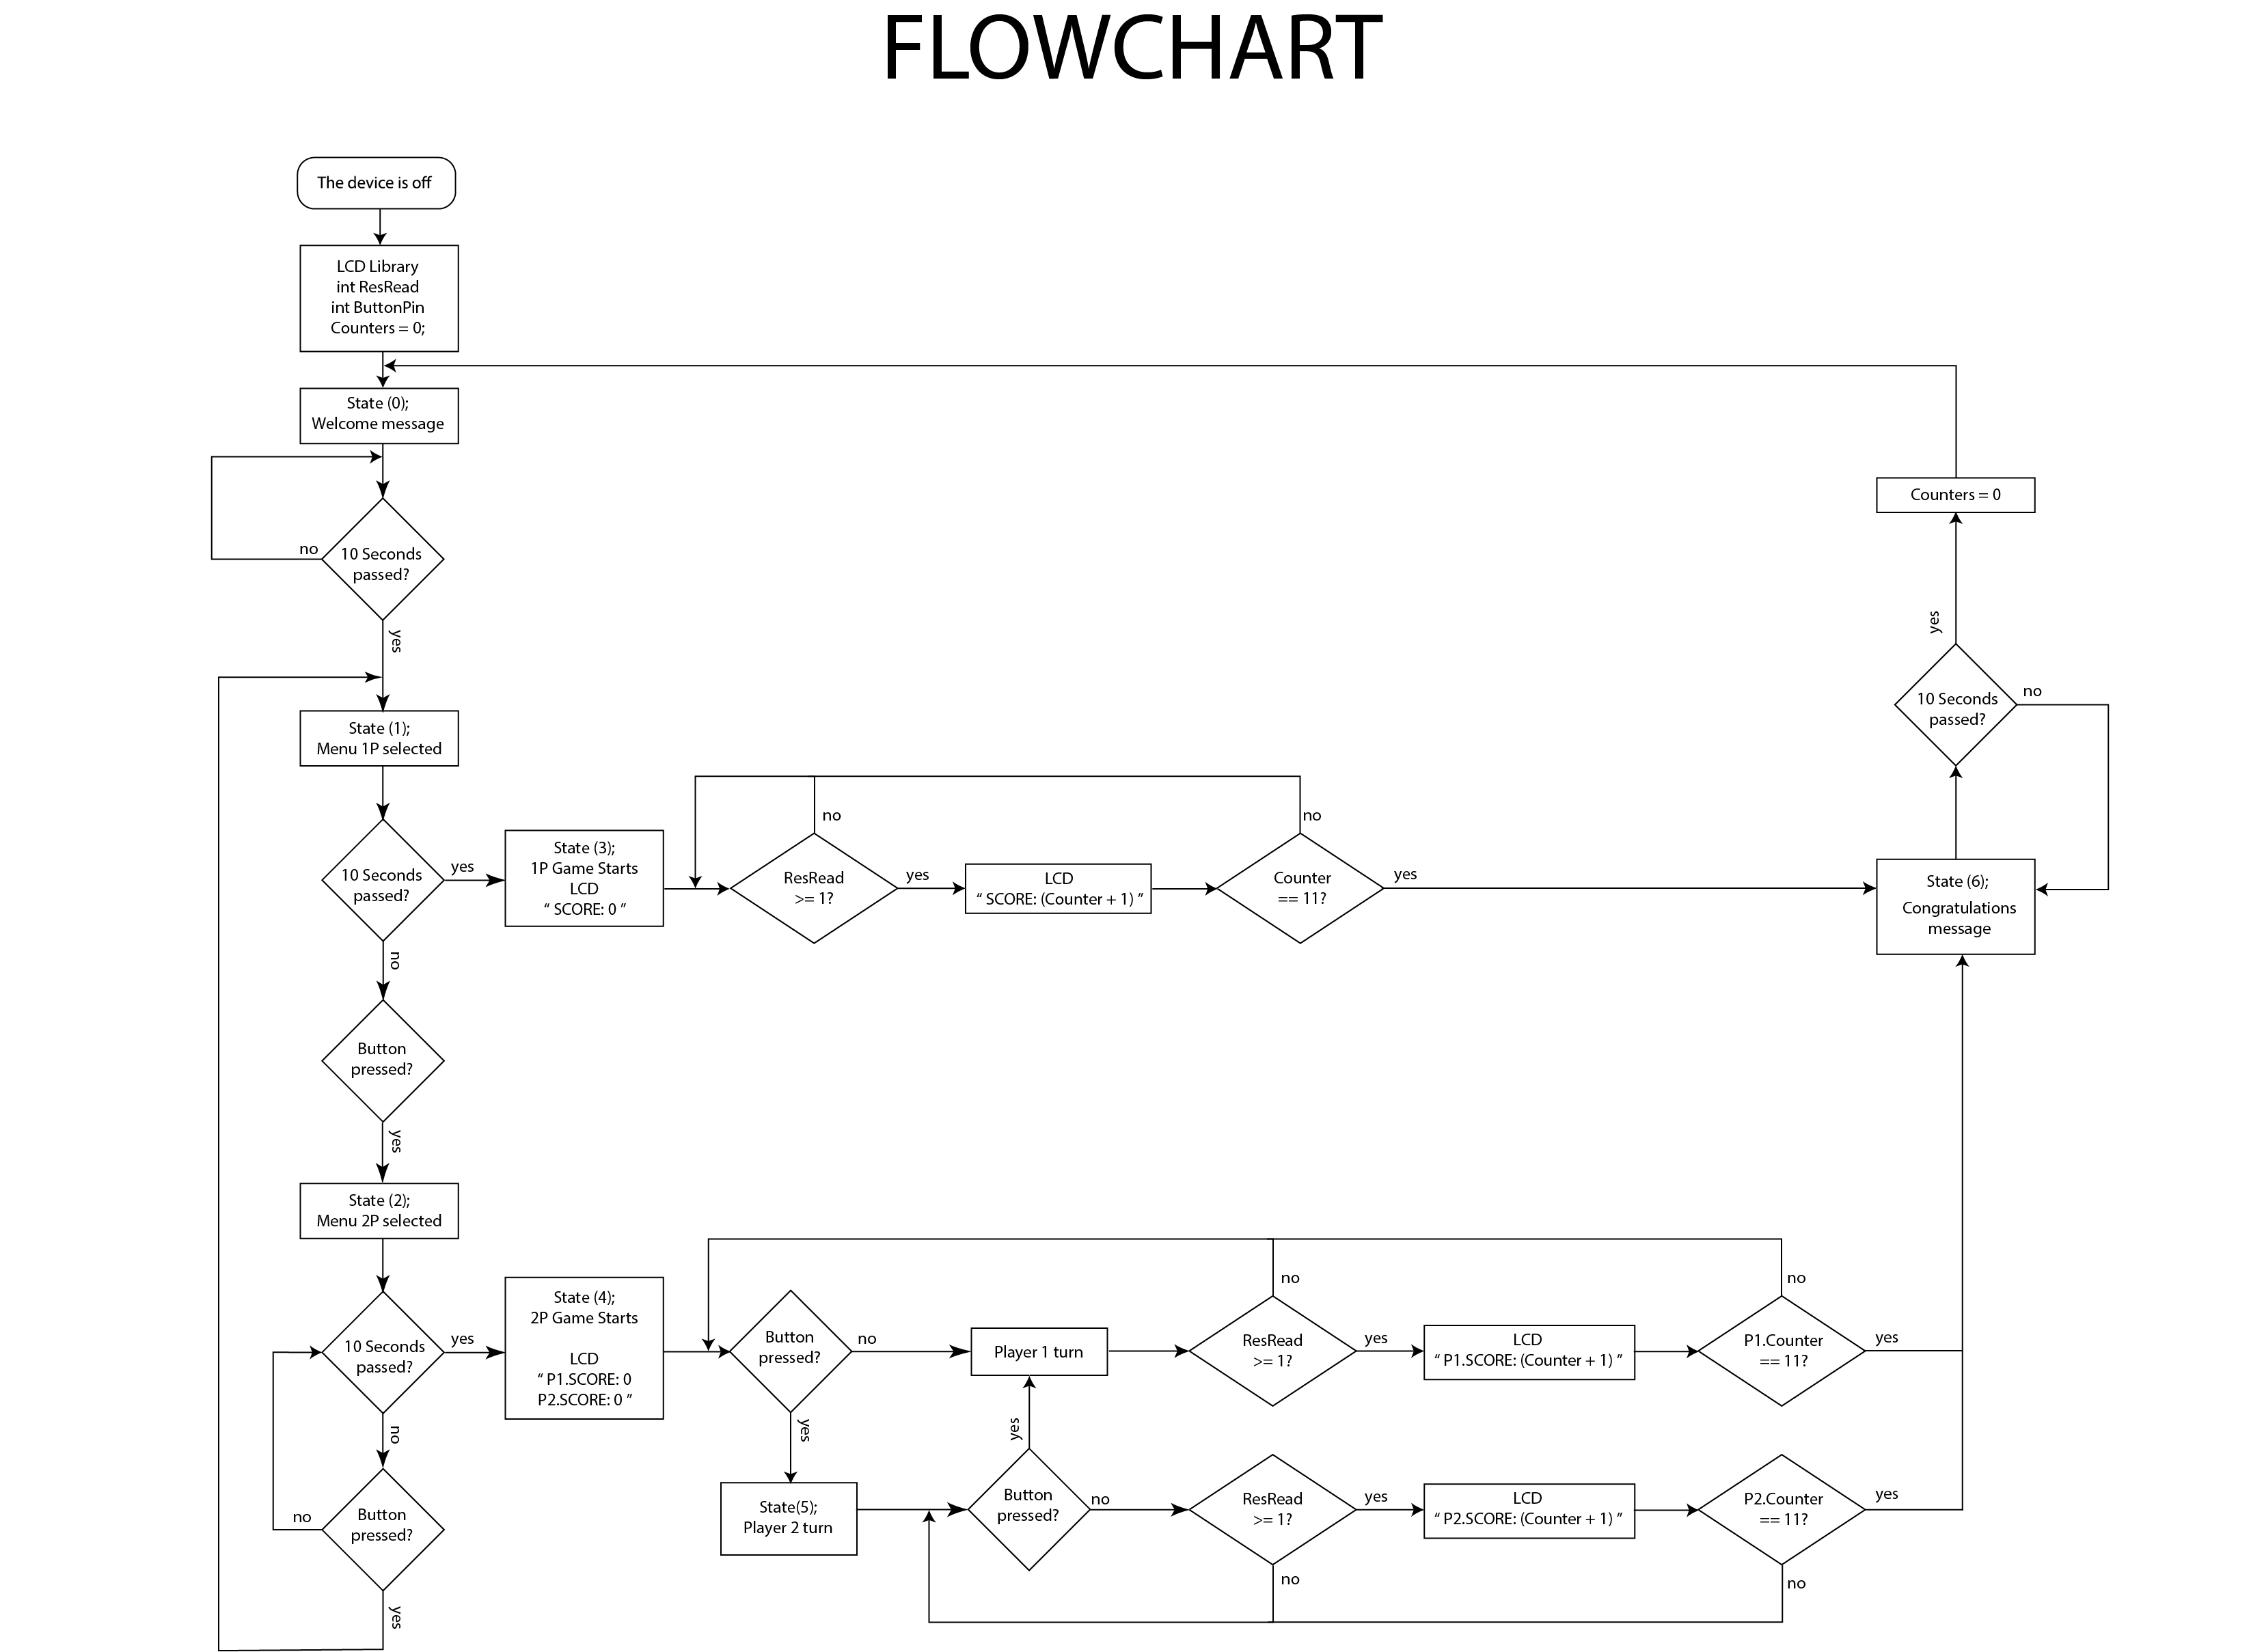 FLOWCHART
The device is off
LCD Library
int ResRead
int ButtonPin
Counters = 0;
State (0);
Welcome message
no
10 Seconds
passed?
yes
State (1);
Menu 1P selected
10 Seconds
passed?
yes
no
Button
pressed?
yes
State (2);
Menu 2P selected
10 Seconds
passed?
yes
no
Button
pressed?
no
yes
State (3);
1P Game Starts
LCD
“ SCORE: 0 ”
ResRead
>= 1?
no
yes
LCD
“ SCORE: (Counter + 1) ”
Counter
== 11?
no
yes
State (4);
2P Game Starts
LCD
“ P1.SCORE: 0
P2.SCORE: 0 ”
Button
pressed?
no
yes
Player 1 turn
ResRead
>= 1?
no
yes
LCD
“ P1.SCORE: (Counter + 1) ”
P1.Counter
== 11?
no
yes
State(5);
Player 2 turn
Button
pressed?
yes
no
ResRead
>= 1?
yes
no
LCD
“ P2.SCORE: (Counter + 1) ”
P2.Counter
== 11?
yes
no
State (6);
Congratulations
message
10 Seconds
passed?
no
yes
Counters = 0